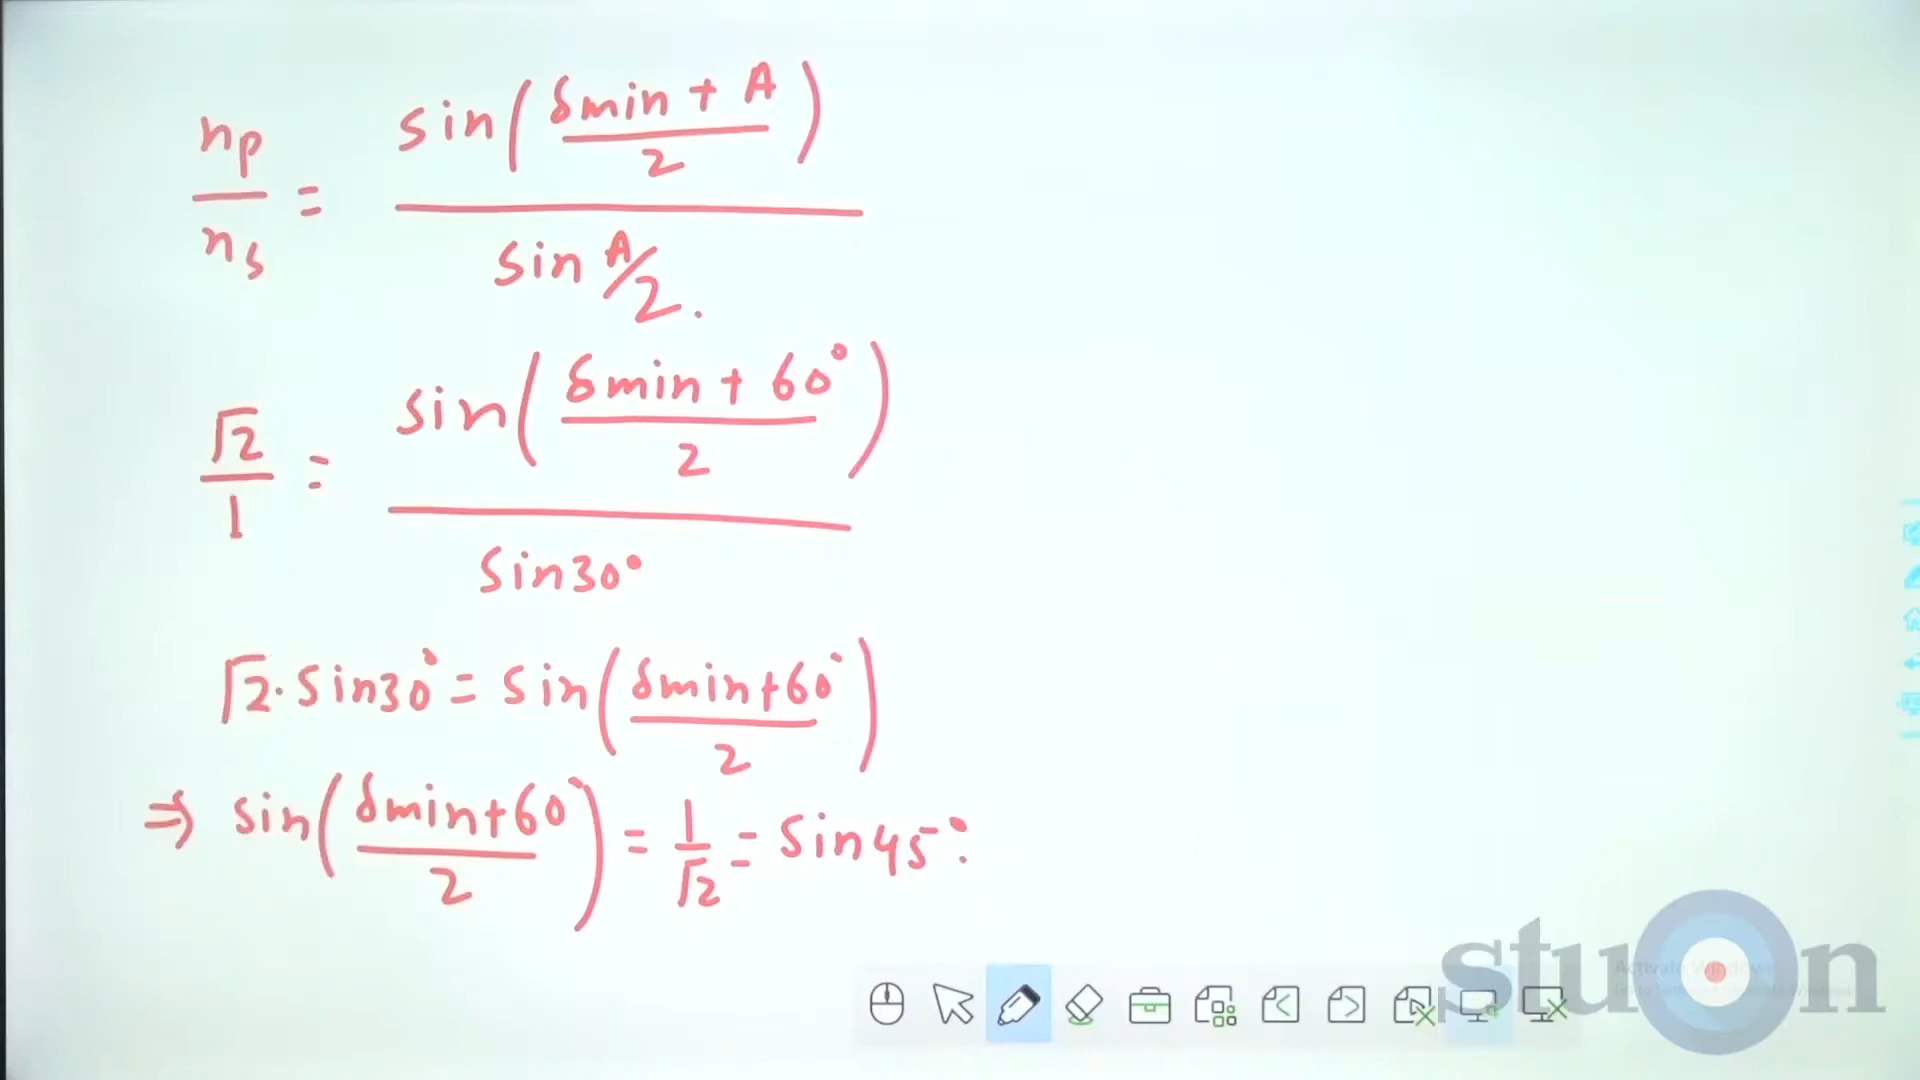 np/ns = sin(δmin + A/2)/sin A/2.
√2/1 = sin(δmin + 60°/2)/sin30°
√2·sin30° = sin(δmin+60°/2)
⇒ sin(δmin+60°/2) = 1/√2 = sin45°.
stuon